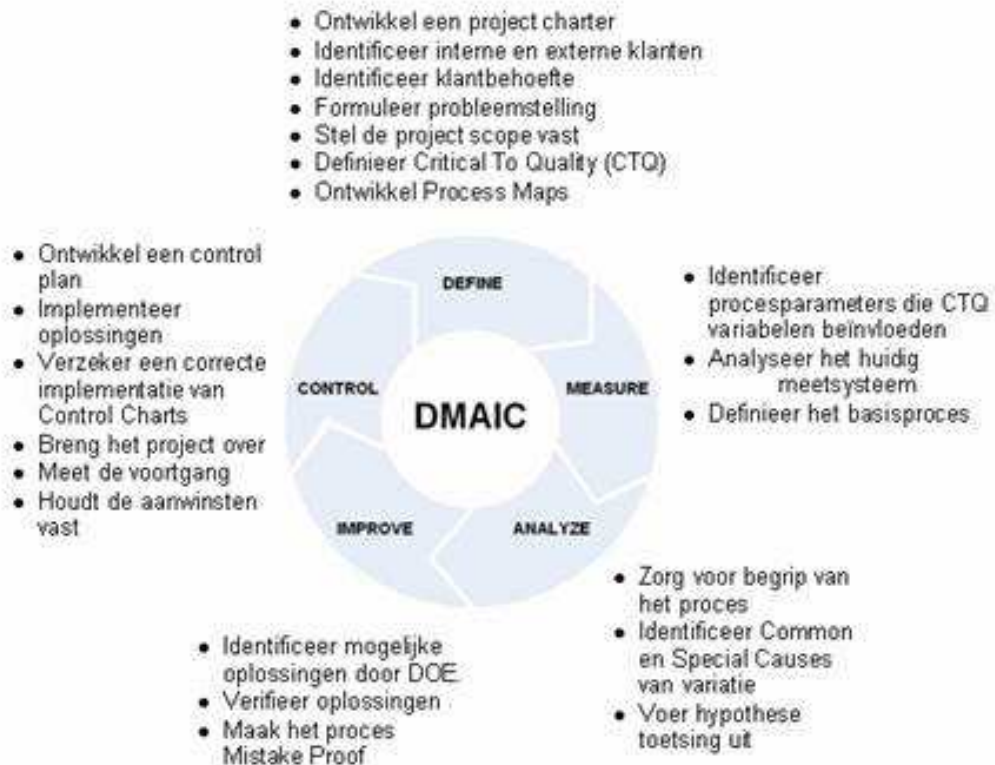 • Ontwikkel een project charter
• Identificeer interne en externe klanten
• Identificeer klantbehoefte
• Formuleer probleemstelling
• Stel de project scope vast
• Definieer Critical To Quality (CTQ)
• Ontwikkel Process Maps
• Ontwikkel een control
plan
• Implementeer
oplossingen
• Verzeker een correcte
implementatie van
Control Charts
• Breng het project over
• Meet de voortgang
• Houdt de aanwinsten
vast
DEFINE
CONTROL
DMAIC
MEASURE
IMPROVE
ANALYZE
• Identificeer
procesparameters die CTQ
variabelen beïnvloeden
• Analyseer het huidig
meetsysteem
• Definieer het basisproces
• Zorg voor begrip van
het proces
• Identificeer Common
en Special Causes
van variatie
• Voer hypothese
toetsing uit
• Identificeer mogelijke
oplossingen door DOE
• Verifieer oplossingen
• Maak het proces
Mistake Proof